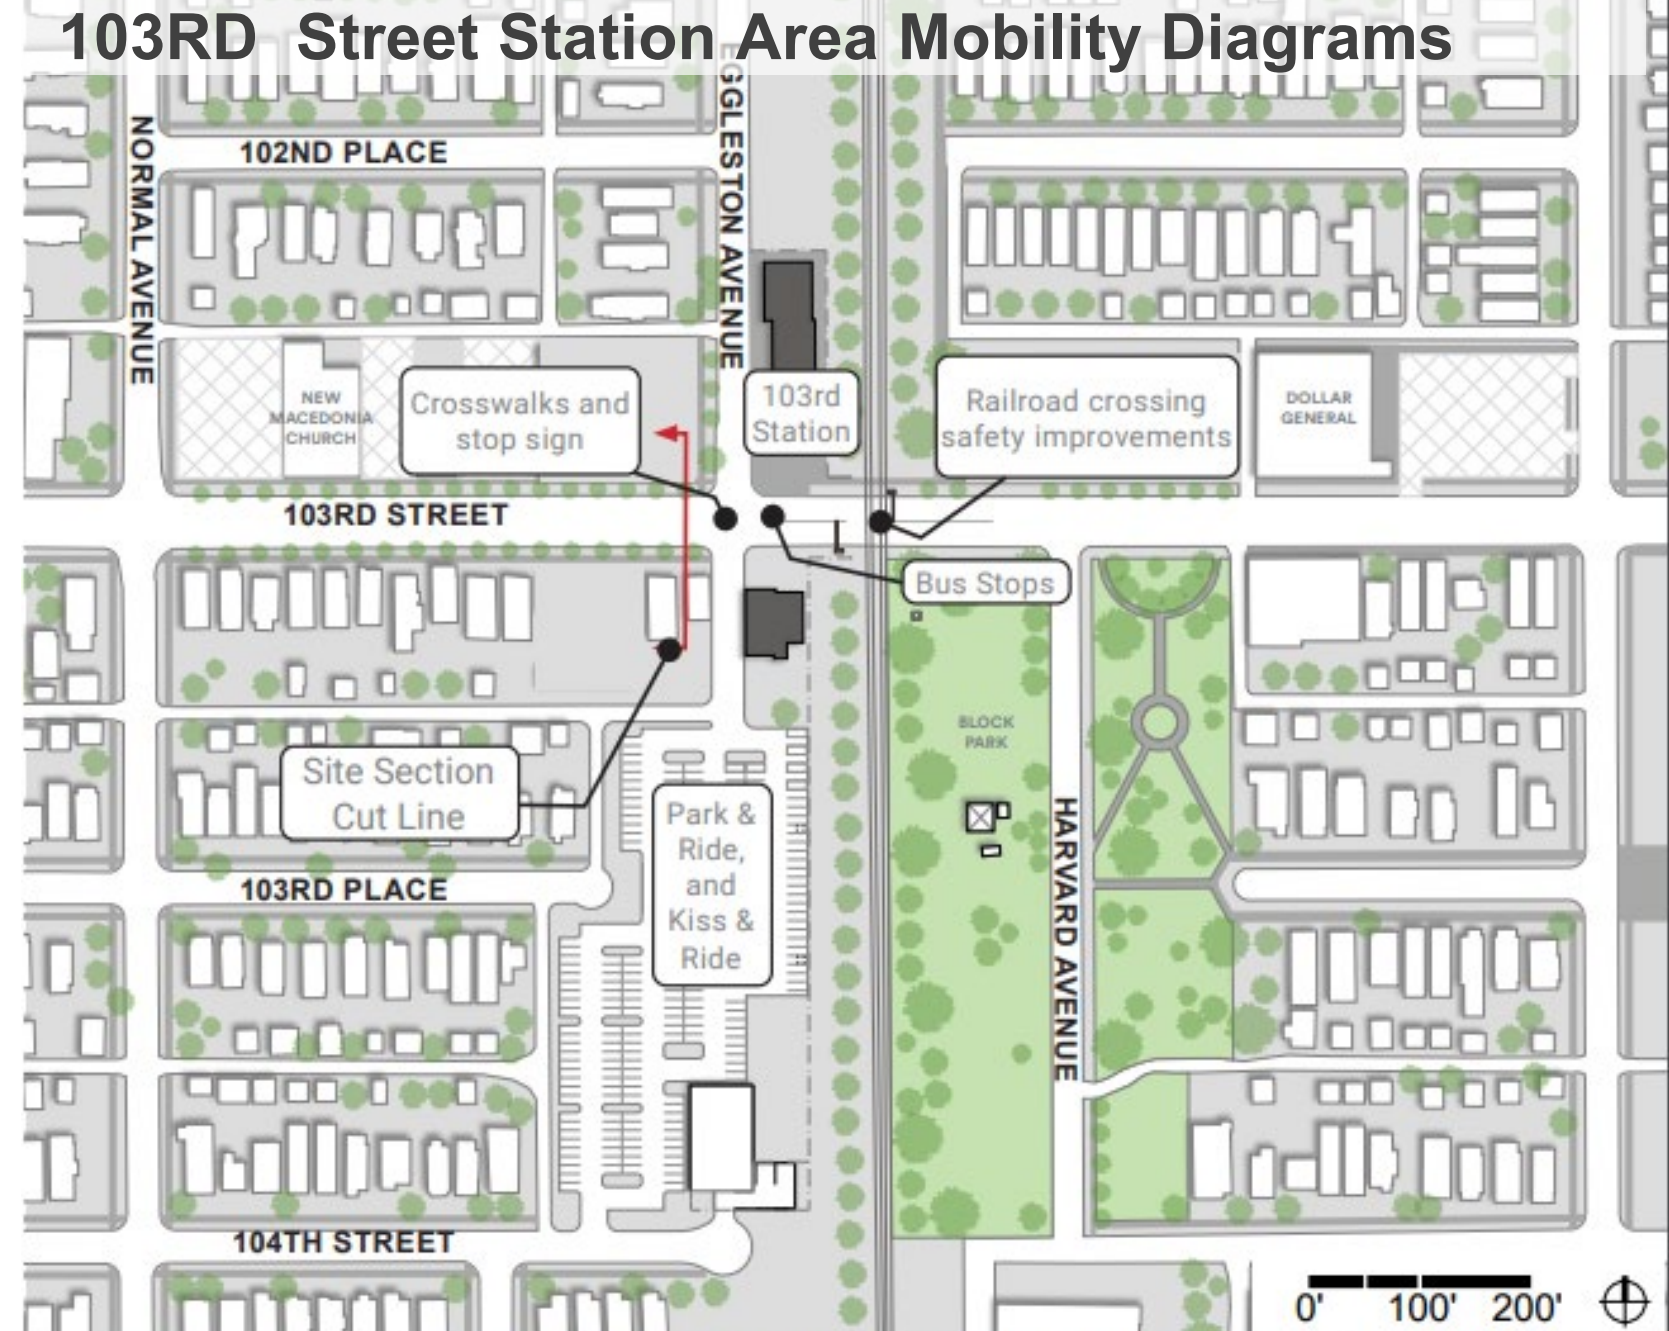 103RD Street Station Area Mobility Diagrams
EGGLESTON AVENUE
NORMAL AVENUE
102ND PLACE
NEW
MACEDONIA
CHURCH
Crosswalks and
stop sign
103rd
Station
Railroad crossing
safety improvements
DOLLAR
GENERAL
103RD STREET
Bus Stops
BLOCK
PARK
Site Section
Cut Line
Park &
Ride,
and
Kiss &
Ride
HARVARD AVENUE
103RD PLACE
104TH STREET
0' 100' 200'